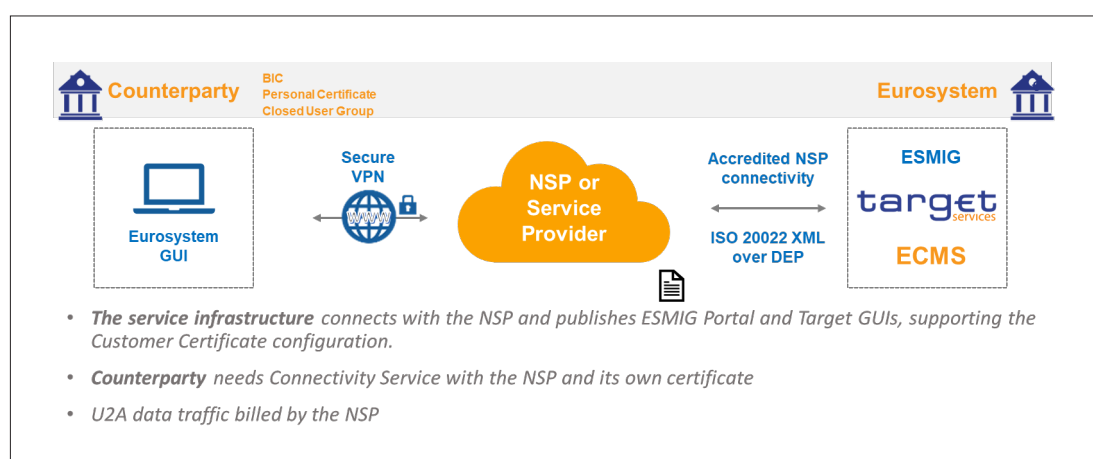 Counterparty
BIC
Personal Certificate
Closed User Group
Eurosystem
Eurosystem
GUI
Secure
VPN
WWW
NSP or
Service
Provider
Accredited NSP
connectivity
ISO 20022 XML
over DEP
ESMIG
target
services
ECMS
• The service infrastructure connects with the NSP and publishes ESMIG Portal and Target GUIs, supporting the
Customer Certificate configuration.
• Counterparty needs Connectivity Service with the NSP and its own certificate
• U2A data traffic billed by the NSP